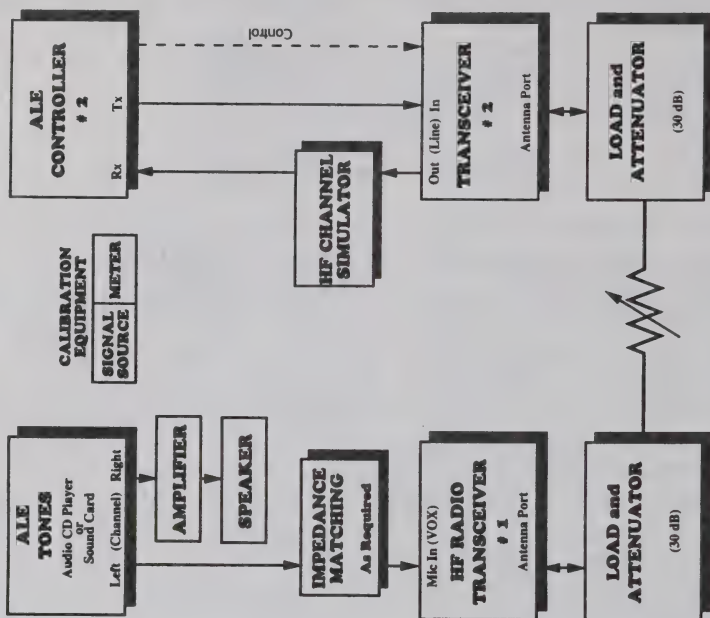 ALE
TONES
Audio CD Player
or
Sound Card
Left (Channel) Right
AMPLIFIER
SPEAKER
IMPEDANCE
MATCHING
As Required
Mic In (VOX)
HF RADIO
TRANSCEIVER
# 1
Antenna Port
LOAD and
ATTENUATOR
(30 dB)
CALIBRATION
EQUIPMENT
SIGNAL
SOURCE
METER
ALE
CONTROLLER
# 2
Rx Tx
Control
HF CHANNEL
SIMULATOR
Out (Line) In
TRANSCEIVER
# 2
Antenna Port
LOAD and
ATTENUATOR
(30 dB)